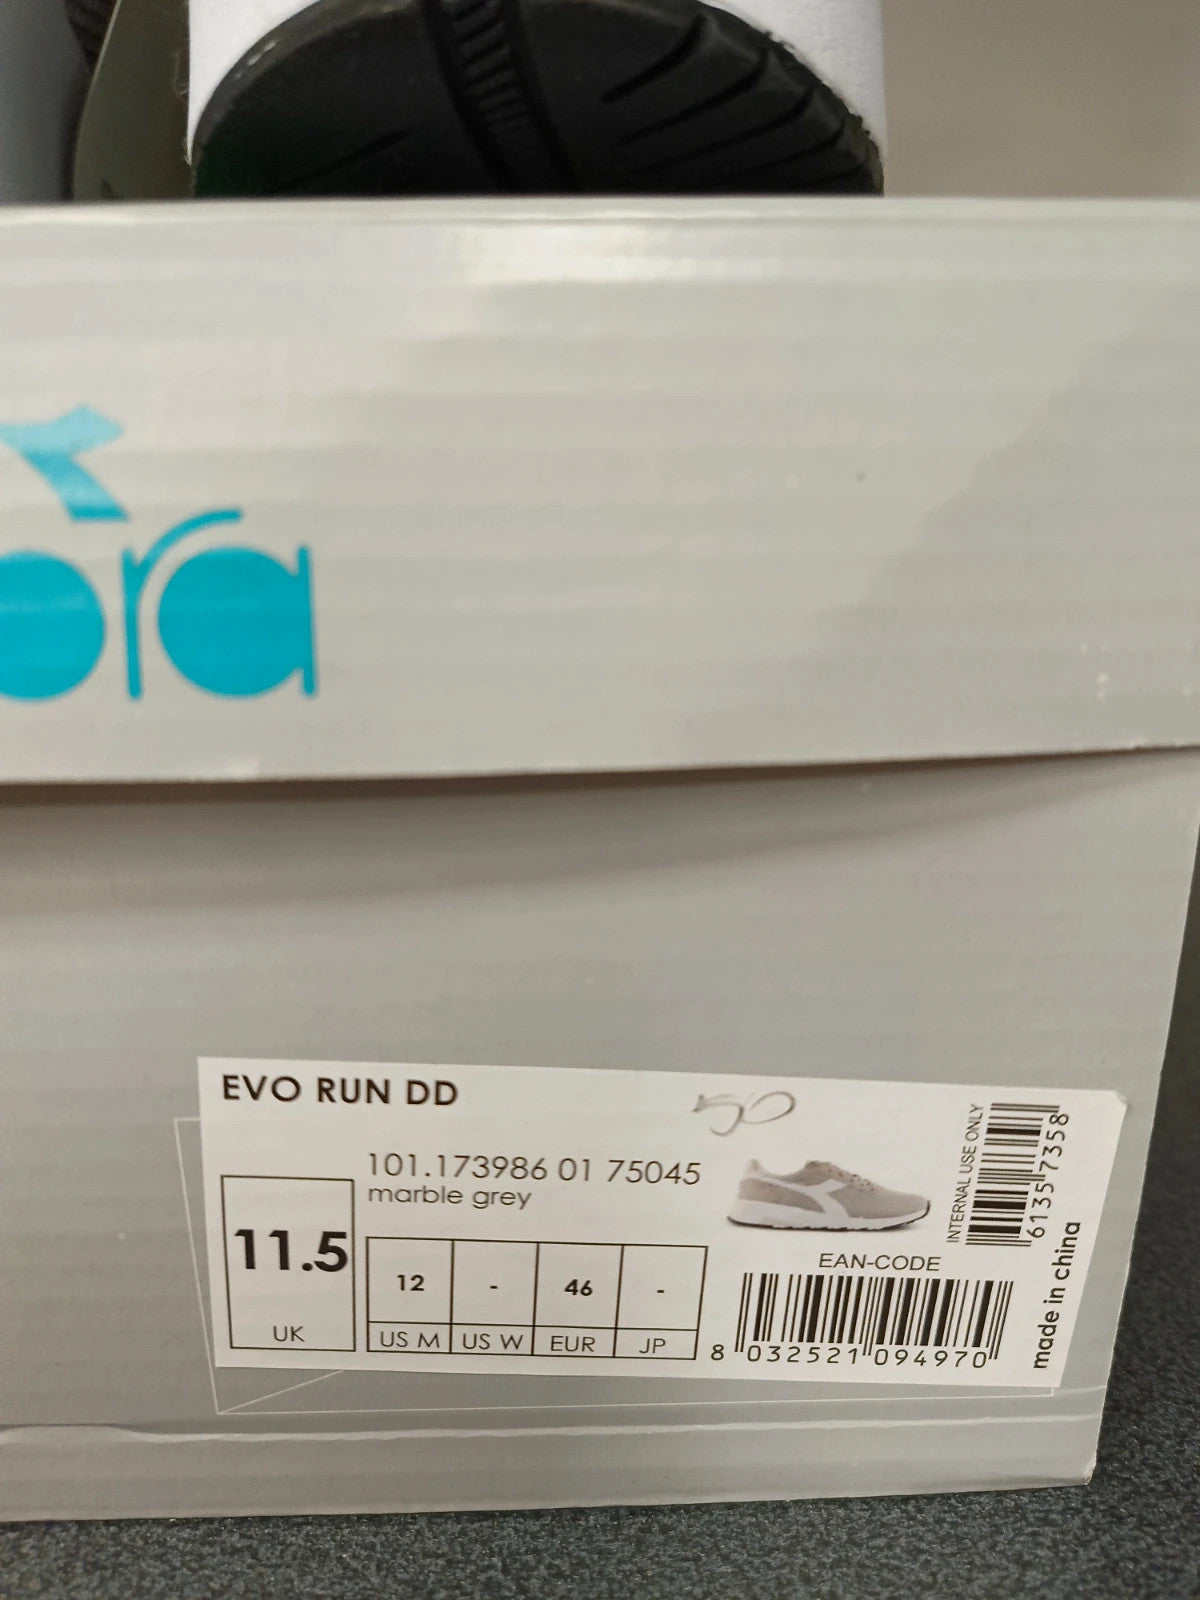 ora
EVO RUN DD
50
101.173986 01 75045
marble grey
11.5
UK
12
-
46
-
US M
US W
EUR
JP
INTERNAL USE ONLY
61357358
EAN-CODE
8 032521 094970
made in china